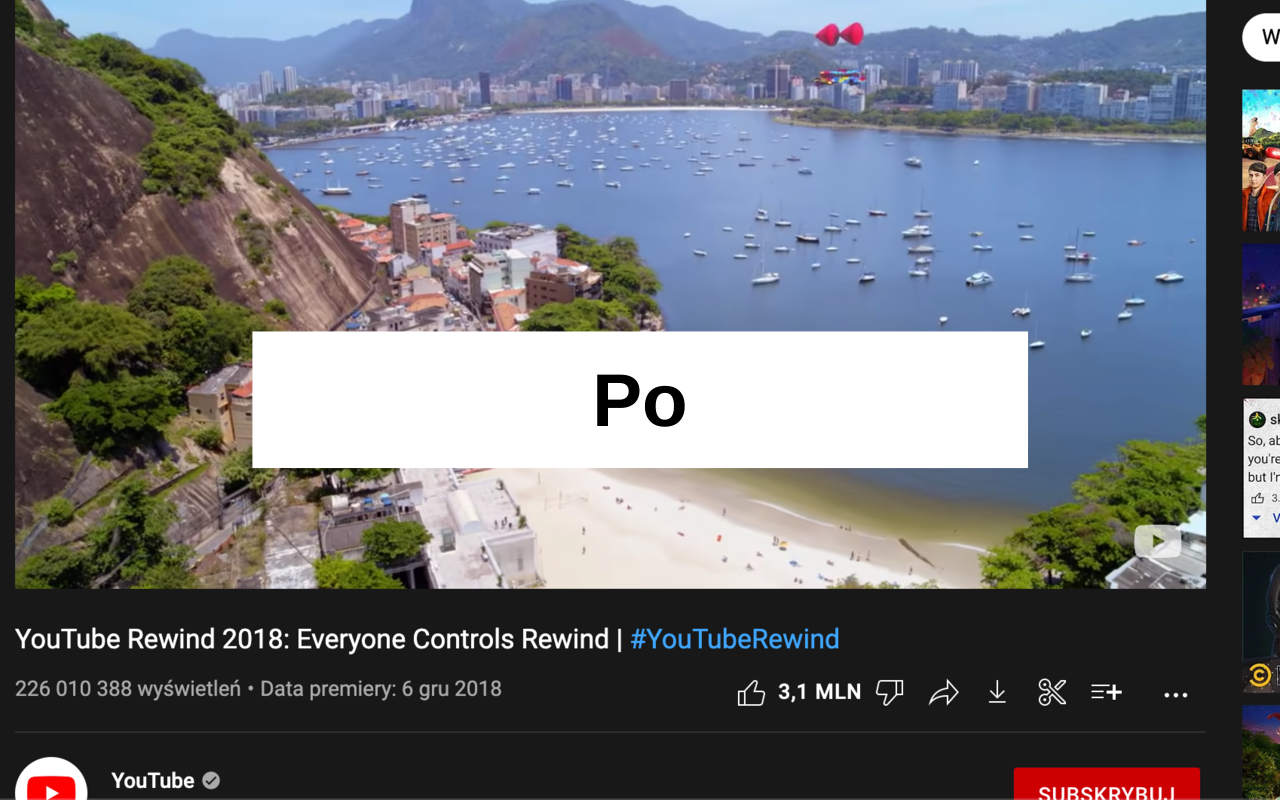 W
Po
sk
So, ab
you're
but I'm
3.
V
YouTube Rewind 2018: Everyone Controls Rewind | #YouTubeRewind
226 010 388 wyświetleń • Data premiery: 6 gru 2018
3,1 MLN
YouTube
SUBSKRYBUJ